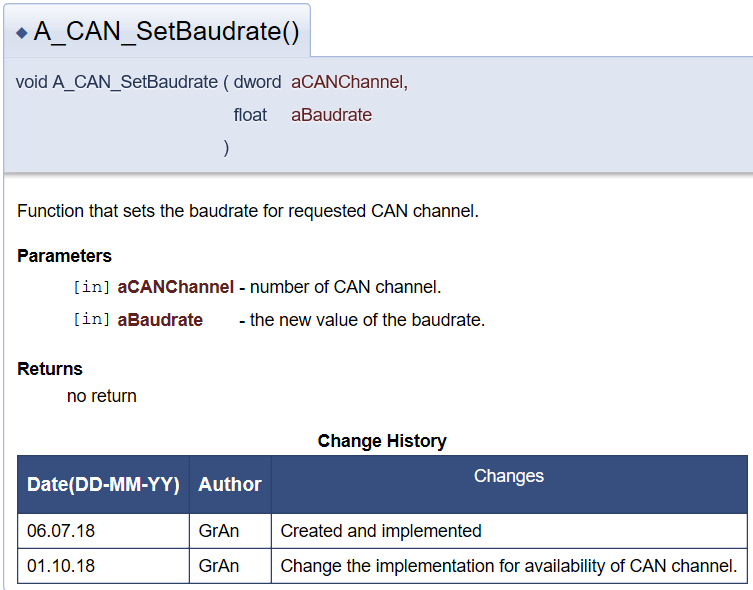 A_CAN_SetBaudrate()
void A_CAN_SetBaudrate ( dword aCANChannel,
float aBaudrate
)
Function that sets the baudrate for requested CAN channel.
Parameters
[in] aCANChannel - number of CAN channel.
[in] aBaudrate - the new value of the baudrate.
Returns
no return
Change History
Date(DD-MM-YY) Author Changes
06.07.18 GrAn Created and implemented
01.10.18 GrAn Change the implementation for availability of CAN channel.